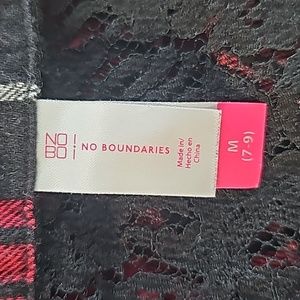 NO
BO
NO BOUNDARIES
Made in/
Hecho en
China
M
(7-9)